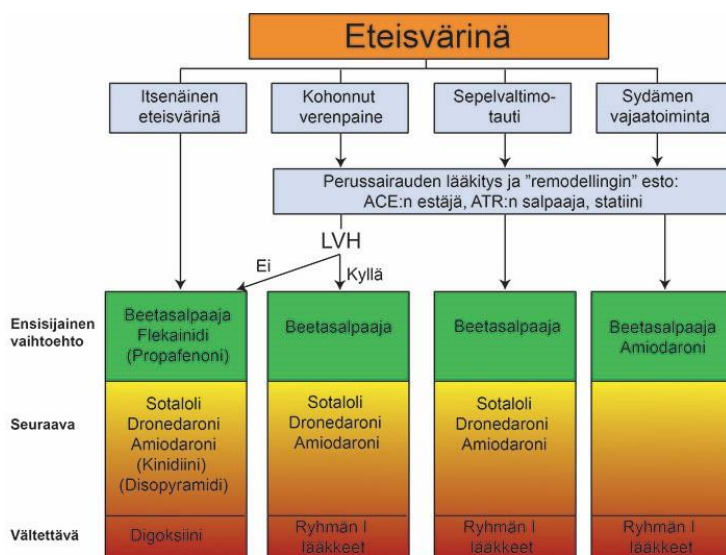 Eteisvärinä
Itsenäinen
eteisvärinä
Kohonnut
verenpaine
Sepelvaltimo-
tauti
Sydämen
vajaatoiminta
Perussairauden lääkitys ja "remodellingin" esto:
ACE:n estäjä, ATR:n salpaaja, statiini
LVH
Ei
Kyllä
Ensisijainen
vaihtoehto
Beetasalpaaja
Flekainidi
(Propafenoni)
Beetasalpaaja
Beetasalpaaja
Beetasalpaaja
Amiodaroni
Seuraava
Sotaloli
Dronedaroni
Amiodaroni
(Kinidiini)
(Disopyramidi)
Sotaloli
Dronedaroni
Amiodaroni
Sotaloli
Dronedaroni
Amiodaroni
Vältettävä
Digoksiini
Ryhmän I
lääkkeet
Ryhmän I
lääkkeet
Ryhmän I
lääkkeet